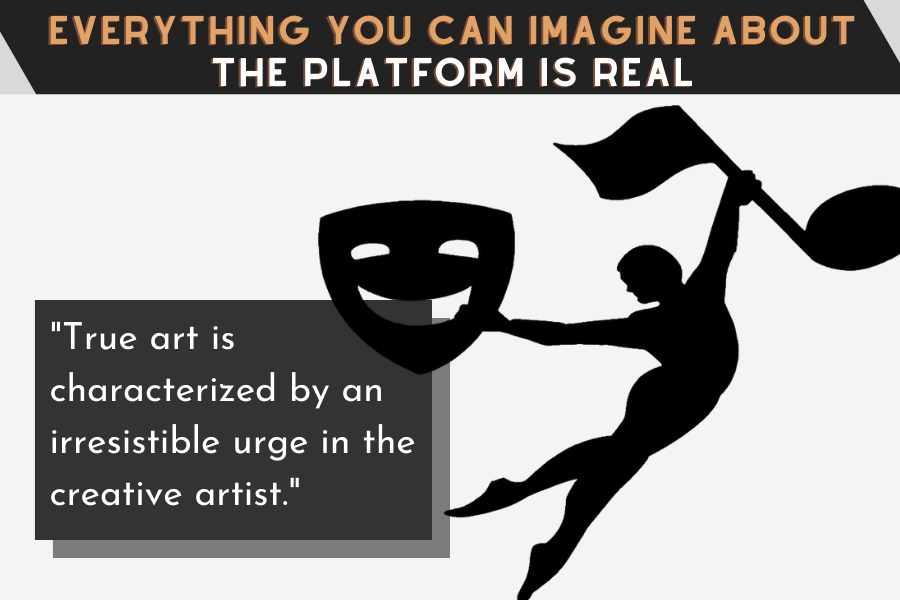 EVERYTHING YOU CAN IMAGINE ABOUT
THE PLATFORM IS REAL
"True art is
characterized by an
irresistible urge in the
creative artist."